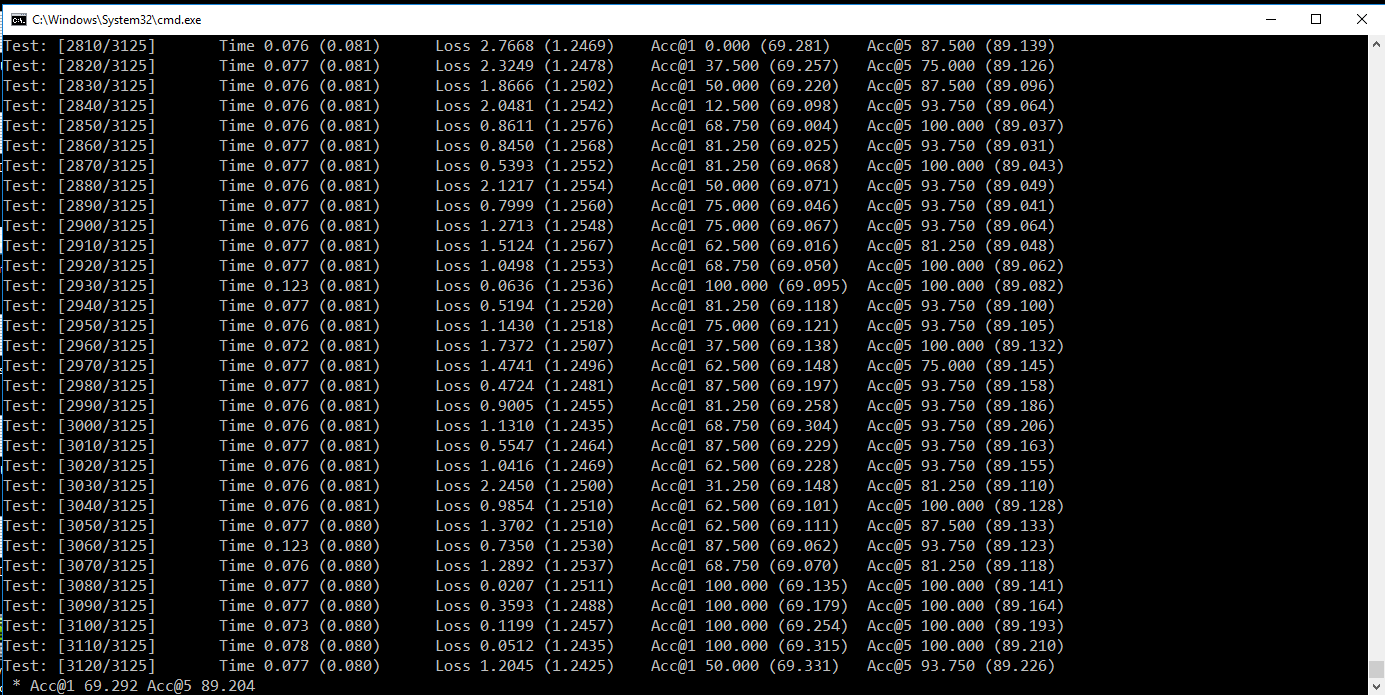 C:\Windows\System32\cmd.exe
Test: [2810/3125] Time 0.076 (0.081) Loss 2.7668 (1.2469) Acc@1 0.000 (69.281) Acc@5 87.500 (89.139)
Test: [2820/3125] Time 0.077 (0.081) Loss 2.3249 (1.2478) Acc@1 37.500 (69.257) Acc@5 75.000 (89.126)
Test: [2830/3125] Time 0.076 (0.081) Loss 1.8666 (1.2502) Acc@1 50.000 (69.220) Acc@5 87.500 (89.096)
Test: [2840/3125] Time 0.076 (0.081) Loss 2.0481 (1.2542) Acc@1 12.500 (69.098) Acc@5 93.750 (89.064)
Test: [2850/3125] Time 0.076 (0.081) Loss 0.8611 (1.2576) Acc@1 68.750 (69.004) Acc@5 100.000 (89.037)
Test: [2860/3125] Time 0.077 (0.081) Loss 0.8450 (1.2568) Acc@1 81.250 (69.025) Acc@5 93.750 (89.031)
Test: [2870/3125] Time 0.076 (0.081) Loss 0.5393 (1.2552) Acc@1 81.250 (69.068) Acc@5 100.000 (89.043)
Test: [2880/3125] Time 0.076 (0.081) Loss 2.1217 (1.2554) Acc@1 50.000 (69.071) Acc@5 93.750 (89.049)
Test: [2890/3125] Time 0.077 (0.081) Loss 0.7999 (1.2560) Acc@1 75.000 (69.046) Acc@5 93.750 (89.041)
Test: [2900/3125] Time 0.076 (0.081) Loss 1.2713 (1.2548) Acc@1 75.000 (69.067) Acc@5 93.750 (89.064)
Test: [2910/3125] Time 0.077 (0.081) Loss 1.5124 (1.2567) Acc@1 62.500 (69.016) Acc@5 81.250 (89.048)
Test: [2920/3125] Time 0.077 (0.081) Loss 1.0498 (1.2553) Acc@1 68.750 (69.050) Acc@5 100.000 (89.062)
Test: [2930/3125] Time 0.123 (0.081) Loss 0.0636 (1.2536) Acc@1 100.000 (69.095) Acc@5 100.000 (89.082)
Test: [2940/3125] Time 0.077 (0.081) Loss 0.5194 (1.2520) Acc@1 81.250 (69.118) Acc@5 93.750 (89.100)
Test: [2950/3125] Time 0.076 (0.081) Loss 1.1430 (1.2518) Acc@1 75.000 (69.121) Acc@5 93.750 (89.105)
Test: [2960/3125] Time 0.072 (0.081) Loss 1.7372 (1.2507) Acc@1 37.500 (69.138) Acc@5 100.000 (89.132)
Test: [2970/3125] Time 0.077 (0.081) Loss 1.4741 (1.2496) Acc@1 62.500 (69.148) Acc@5 75.000 (89.145)
Test: [2980/3125] Time 0.077 (0.081) Loss 0.4724 (1.2481) Acc@1 87.500 (69.197) Acc@5 93.750 (89.158)
Test: [2990/3125] Time 0.076 (0.081) Loss 0.9005 (1.2455) Acc@1 81.250 (69.258) Acc@5 93.750 (89.186)
Test: [3000/3125] Time 0.076 (0.081) Loss 1.1310 (1.2435) Acc@1 68.750 (69.304) Acc@5 93.750 (89.206)
Test: [3010/3125] Time 0.077 (0.081) Loss 0.5547 (1.2464) Acc@1 87.500 (69.229) Acc@5 93.750 (89.163)
Test: [3020/3125] Time 0.076 (0.081) Loss 1.0416 (1.2469) Acc@1 62.500 (69.228) Acc@5 93.750 (89.155)
Test: [3030/3125] Time 0.076 (0.081) Loss 2.2450 (1.2500) Acc@1 31.250 (69.148) Acc@5 81.250 (89.110)
Test: [3040/3125] Time 0.076 (0.081) Loss 0.9854 (1.2510) Acc@1 62.500 (69.101) Acc@5 100.000 (89.128)
Test: [3050/3125] Time 0.077 (0.080) Loss 1.3702 (1.2510) Acc@1 62.500 (69.111) Acc@5 87.500 (89.133)
Test: [3060/3125] Time 0.123 (0.080) Loss 0.7350 (1.2530) Acc@1 87.500 (69.062) Acc@5 93.750 (89.123)
Test: [3070/3125] Time 0.076 (0.080) Loss 1.2892 (1.2537) Acc@1 68.750 (69.070) Acc@5 81.250 (89.118)
Test: [3080/3125] Time 0.077 (0.080) Loss 0.0207 (1.2511) Acc@1 100.000 (69.135) Acc@5 100.000 (89.141)
Test: [3090/3125] Time 0.077 (0.080) Loss 0.3593 (1.2488) Acc@1 100.000 (69.179) Acc@5 100.000 (89.164)
Test: [3100/3125] Time 0.073 (0.080) Loss 0.1199 (1.2457) Acc@1 100.000 (69.254) Acc@5 100.000 (89.193)
Test: [3110/3125] Time 0.078 (0.080) Loss 0.0512 (1.2435) Acc@1 100.000 (69.315) Acc@5 100.000 (89.210)
Test: [3120/3125] Time 0.077 (0.080) Loss 1.2045 (1.2425) Acc@1 50.000 (69.331) Acc@5 93.750 (89.226)
* Acc@1 69.292 Acc@5 89.204